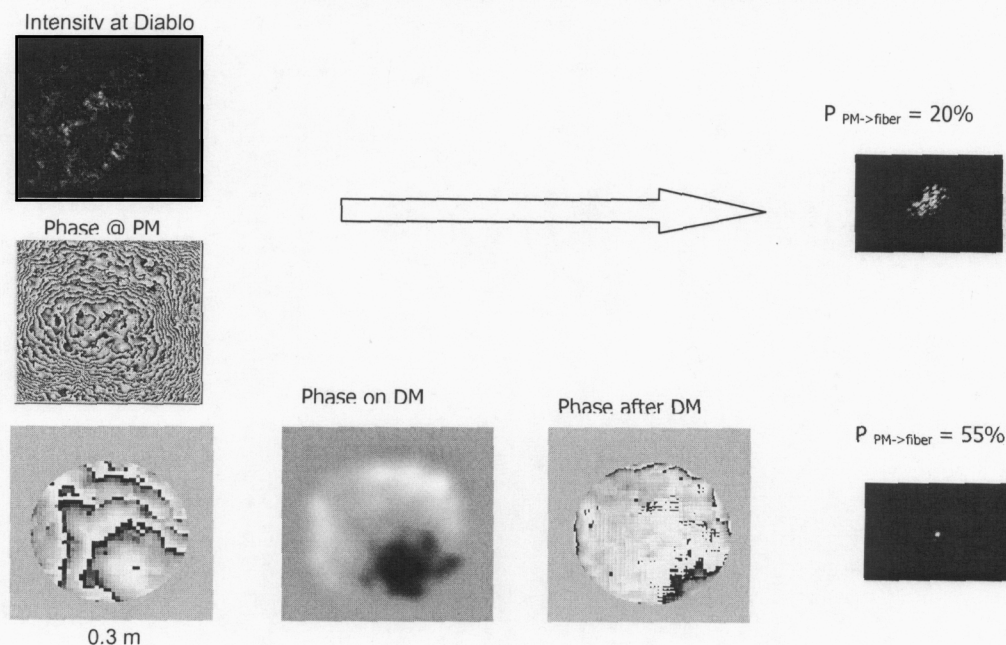 Intensity at Diablo
P PM->fiber = 20%
Phase @ PM
Phase on DM
Phase after DM
P PM->fiber = 55%
0.3 m